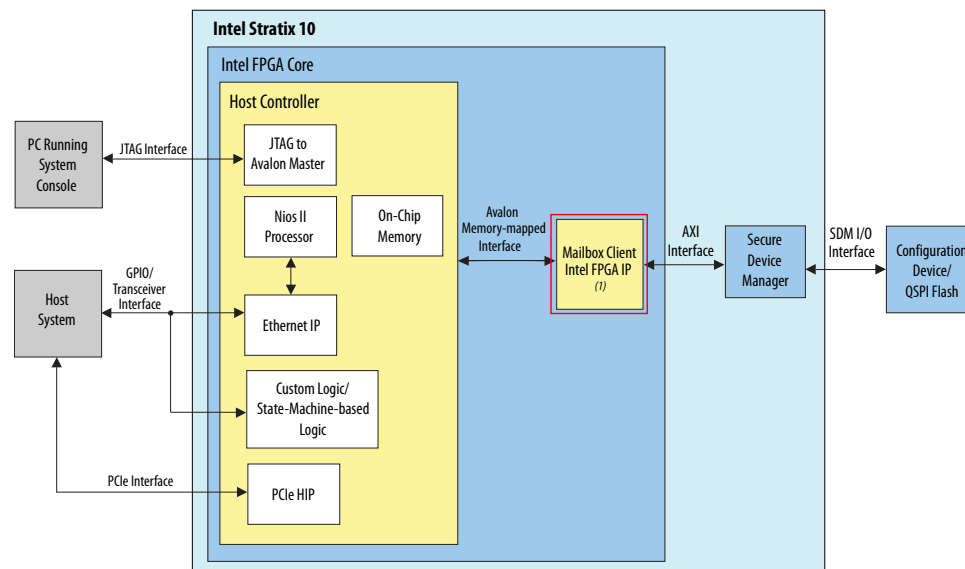 Intel Stratix 10
Intel FPGA Core
Host Controller
PC Running
System
Console
JTAG Interface
JTAG to
Avalon Master
Nios II
Processor
On-Chip
Memory
Avalon
Memory-mapped
Interface
Mailbox Client
Intel FPGA IP
(1)
AXI
Interface
Secure
Device
Manager
SDM I/O
Interface
Configuration
Device/
QSPI Flash
Host
System
GPIO/
Transceiver
Interface
Ethernet IP
Custom Logic/
State-Machine-based
Logic
PCIe Interface
PCIe HIP